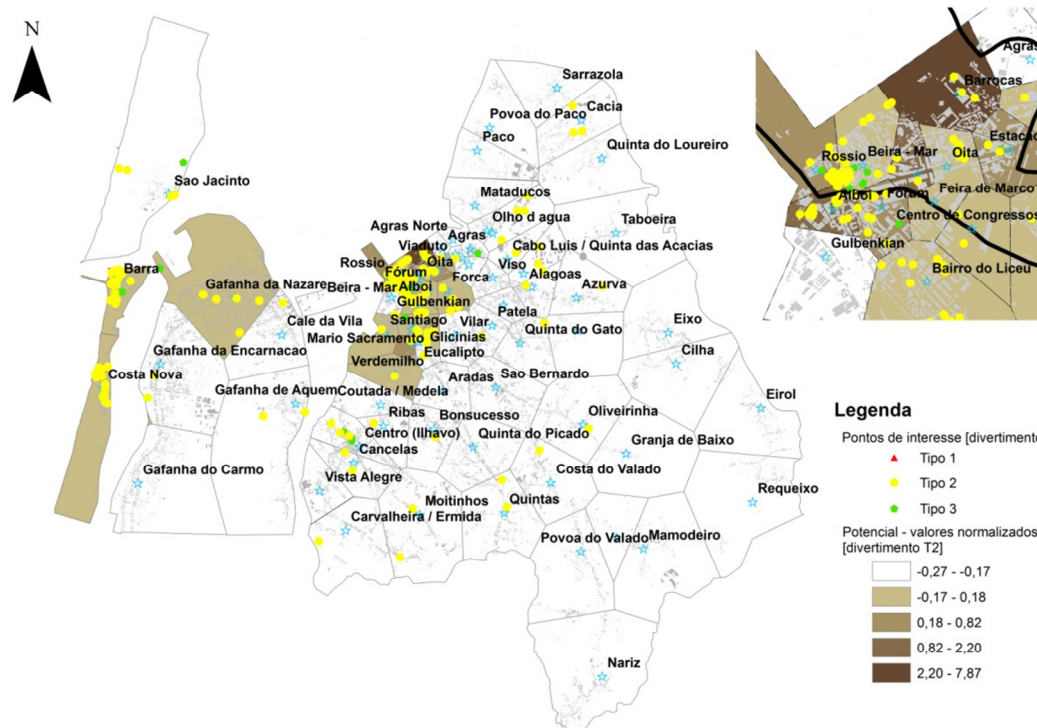 N
Sarrazola
Cacia
Povoa do Paco
Paco
Quinta do Loureiro
Sao Jacinto
Mataducos
Olho d agua
Taboeira
Agras Norte
Agras
Viaduto
Cabo Luis / Quinta das Acacias
Rossio
Oita
Viso
Barra
Fórum
Forca
Alagoas
Gafanha da Nazare
Beira - Mar
Alboi
Azurva
Gulbenkian
Patela
Cale da Vila
Santiago
Vilar
Eixo
Mario Sacramento
Glicinias
Quinta do Gato
Gafanha da Encarnacao
Eucalipto
Cilha
Verdemilho
Costa Nova
Aradas
Sao Bernardo
Gafanha de Aquem
Coutada / Medela
Eirol
Ribas
Bonsucesso
Oliveirinha
Centro (Ilhavo)
Quinta do Picado
Granja de Baixo
Cancelas
Gafanha do Carmo
Vista Alegre
Costa do Valado
Requeixo
Moitinhos
Quintas
Carvalheira / Ermida
Povoa do Valado
Mamodeiro
Nariz
Agras
Barrocas
Estacao
Rossio
Beira - Mar
Oita
Alboi
Fórum
Feira de Marco
Centro de Congressos
Gulbenkian
Bairro do Liceu
Legenda
Pontos de interesse [divertimento
Tipo 1
Tipo 2
Tipo 3
Potencial - valores normalizados
[divertimento T2]
-0,27 - -0,17
-0,17 - 0,18
0,18 - 0,82
0,82 - 2,20
2,20 - 7,87